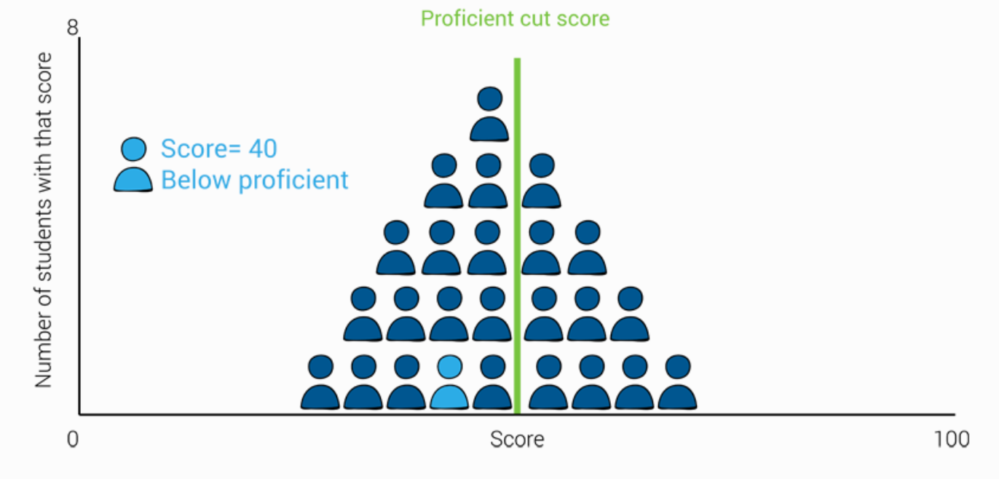 Proficient cut score
8
Number of students with that score
Score= 40
Below proficient
0
Score
100